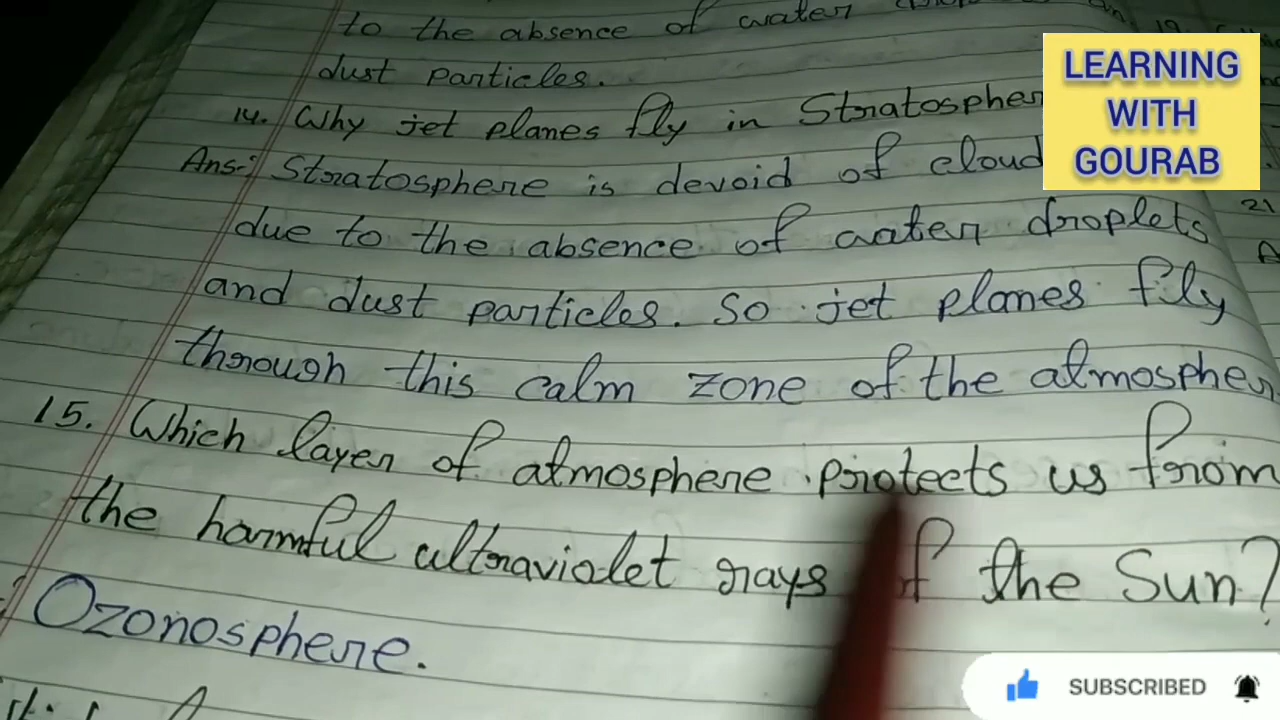 to the absence of water
dust particles.
14. Why jet planes fly in Stratospher
Ans:- Stratosphere is devoid of cloud
due to the absence of water droplets
and dust particles. So jet planes fly
through this calm zone of the atmospher
15. Which layer of atmosphere protects us from
the harmful ultraviolet rays of the Sun?
Ozonosphere.
LEARNING
WITH
GOURAB
21
A
SUBSCRIBED